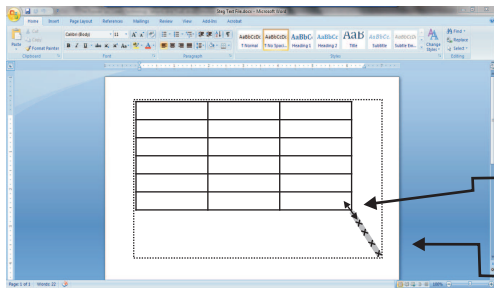 Steg Text File.docx - Microsoft Word
Home Insert Page Layout References Mailings Review View Add-Ins Acrobat
Cut
Copy
Format Painter
Paste
Calibri (Body) 11
AaBbCcDc AaBbCcDc AaBbC AaBbCc AaB AaBbCc AaBbCcDc
¶ Normal ¶ No Spaci... Heading 1 Heading 2 Title Subtitle Subtle Em...
Change
Styles
Find
Replace
Select
Clipboard Font Paragraph Styles Editing
Page: 1 of 1 Words: 22
100%